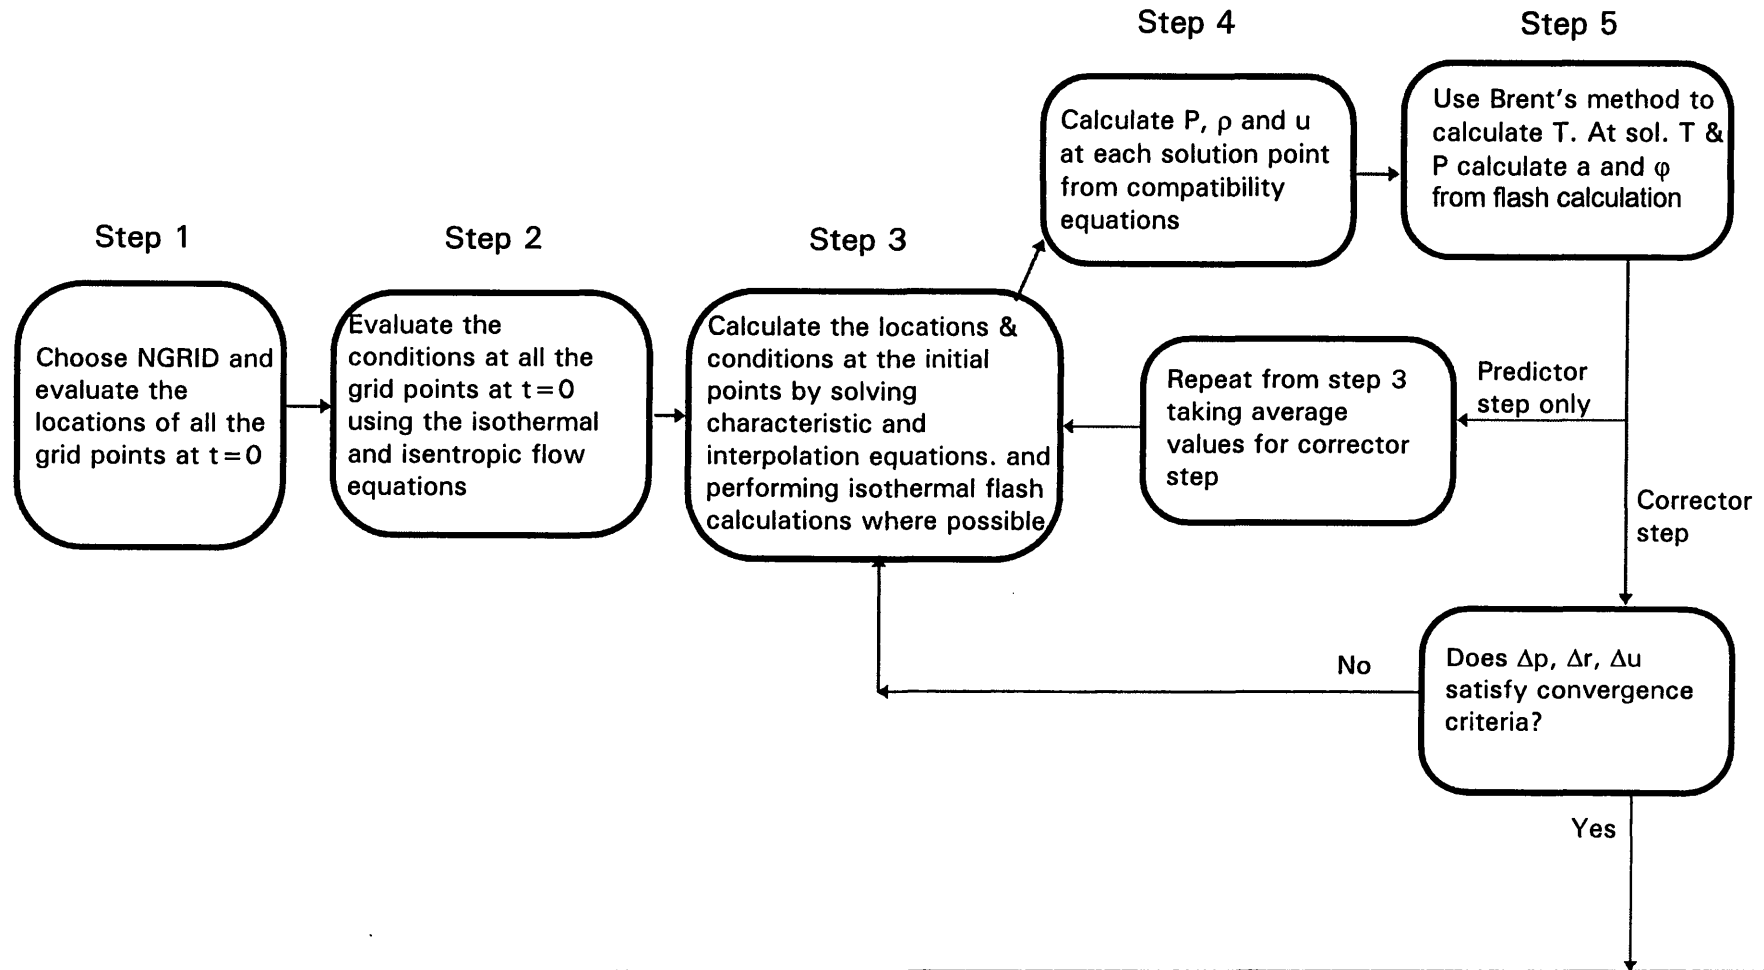 Step 1
Choose NGRID and
evaluate the
locations of all the
grid points at t=0
Step 2
Evaluate the
conditions at all the
grid points at t=0
using the isothermal
and isentropic flow
equations
Step 3
Calculate the locations &
conditions at the initial
points by solving
characteristic and
interpolation equations. and
performing isothermal flash
calculations where possible
Step 4
Calculate P, ρ and u
at each solution point
from compatibility
equations
Step 5
Use Brent's method to
calculate T. At sol. T &
P calculate a and φ
from flash calculation
Predictor
step only
Repeat from step 3
taking average
values for corrector
step
Corrector
step
Does Δp, Δr, Δu
satisfy convergence
criteria?
No
Yes